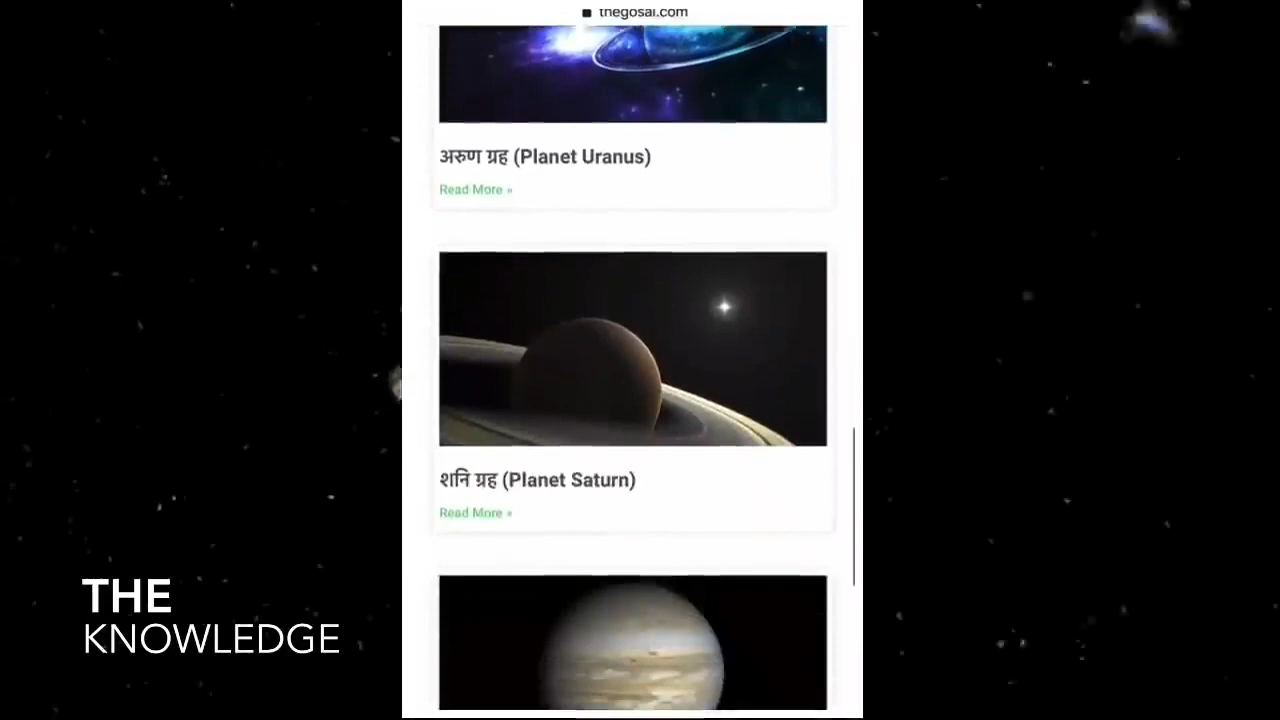 thegosai.com
अरुण ग्रह (Planet Uranus)
Read More »
शनि ग्रह (Planet Saturn)
Read More »
THE
KNOWLEDGE